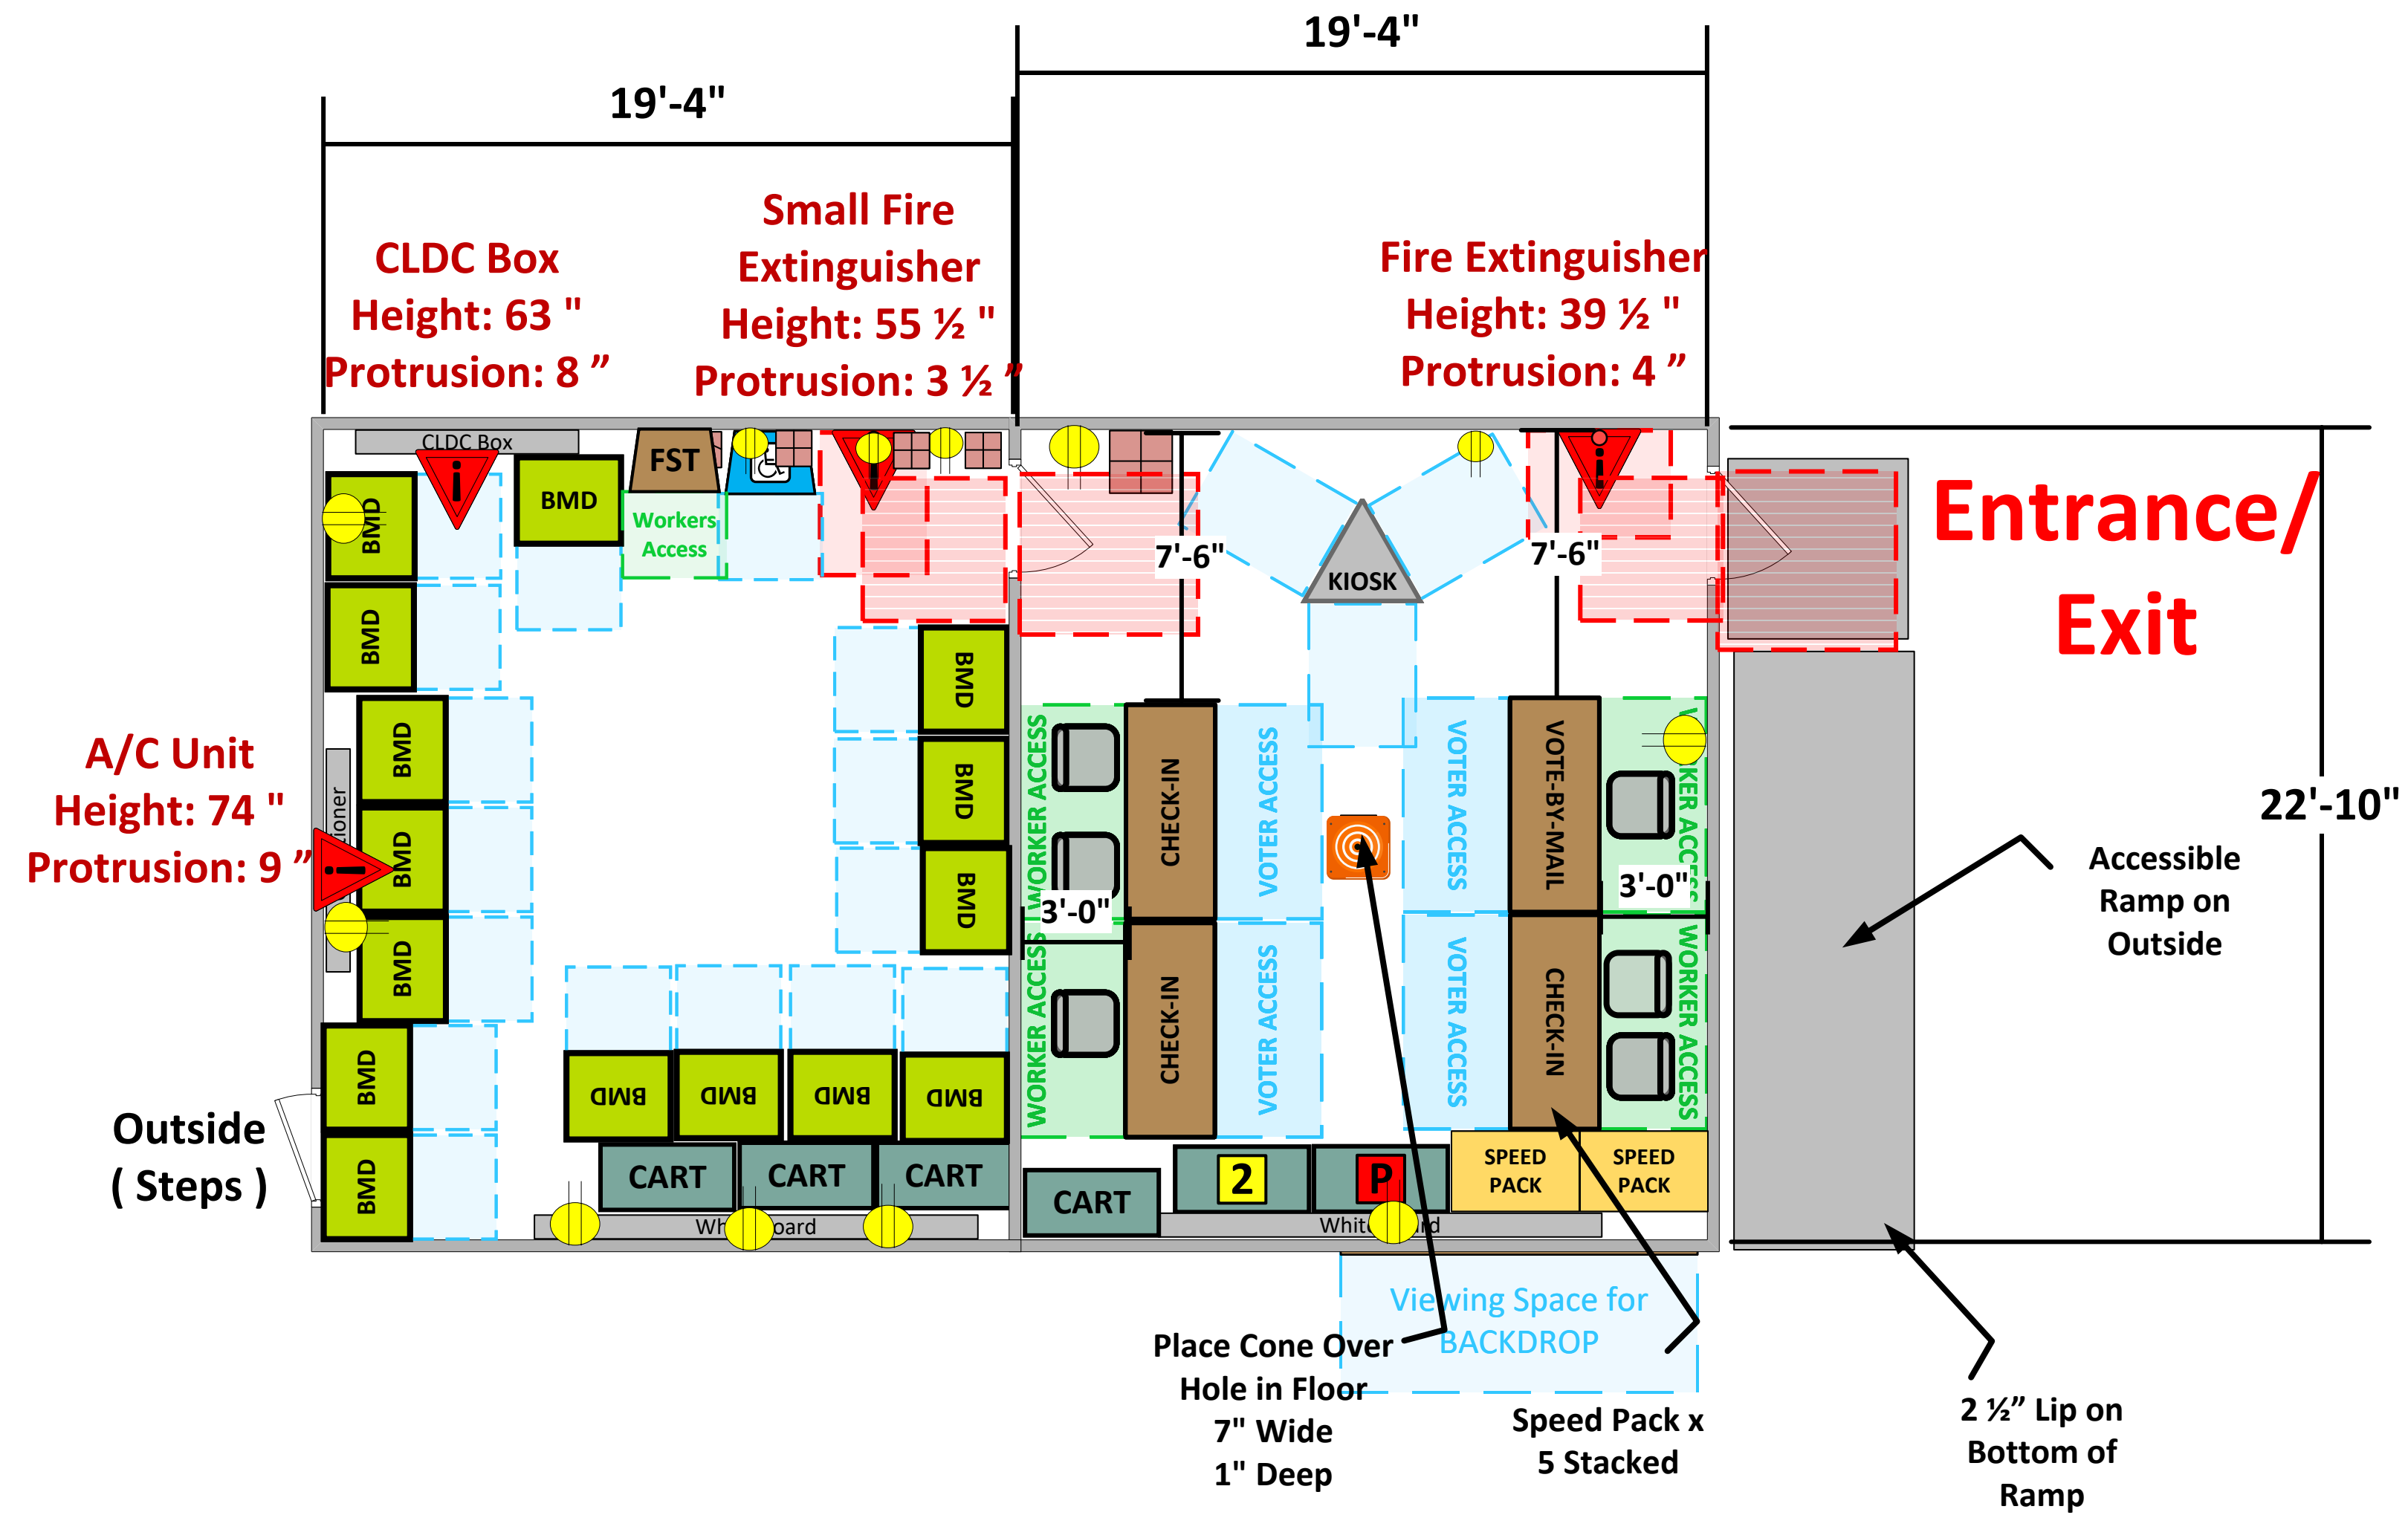 19'-4"
19'-4"
Small Fire
Extinguisher
Height: 55 ½ "
Protrusion: 3 ½ ”
CLDC Box
Height: 63 "
Protrusion: 8 ”
Fire Extinguisher
Height: 39 ½ "
Protrusion: 4 ”
CLDC Box
FST
BMD
BMD
Workers
Access
BMD
7'-6"
7'-6"
KIOSK
Entrance/
Exit
BMD
BMD
BMD
BMD
BMD
BMD
BMD
BMD
BMD
A/C Unit
Height: 74 "
Protrusion: 9 ”
WORKER ACCESS
CHECK-IN
VOTER ACCESS
VOTER ACCESS
VOTE-BY-MAIL
3'-0"
3'-0"
22'-10"
Accessible
Ramp on
Outside
WORKER ACCESS
CHECK-IN
VOTER ACCESS
VOTER ACCESS
CHECK-IN
WORKER ACCESS
BMD
BMD
BMD
BMD
Outside
( Steps )
CART
CART
CART
CART
2
P
SPEED
PACK
SPEED
PACK
Viewing Space for
BACKDROP
Place Cone Over
Hole in Floor
7" Wide
1" Deep
Speed Pack x
5 Stacked
2 ½” Lip on
Bottom of
Ramp